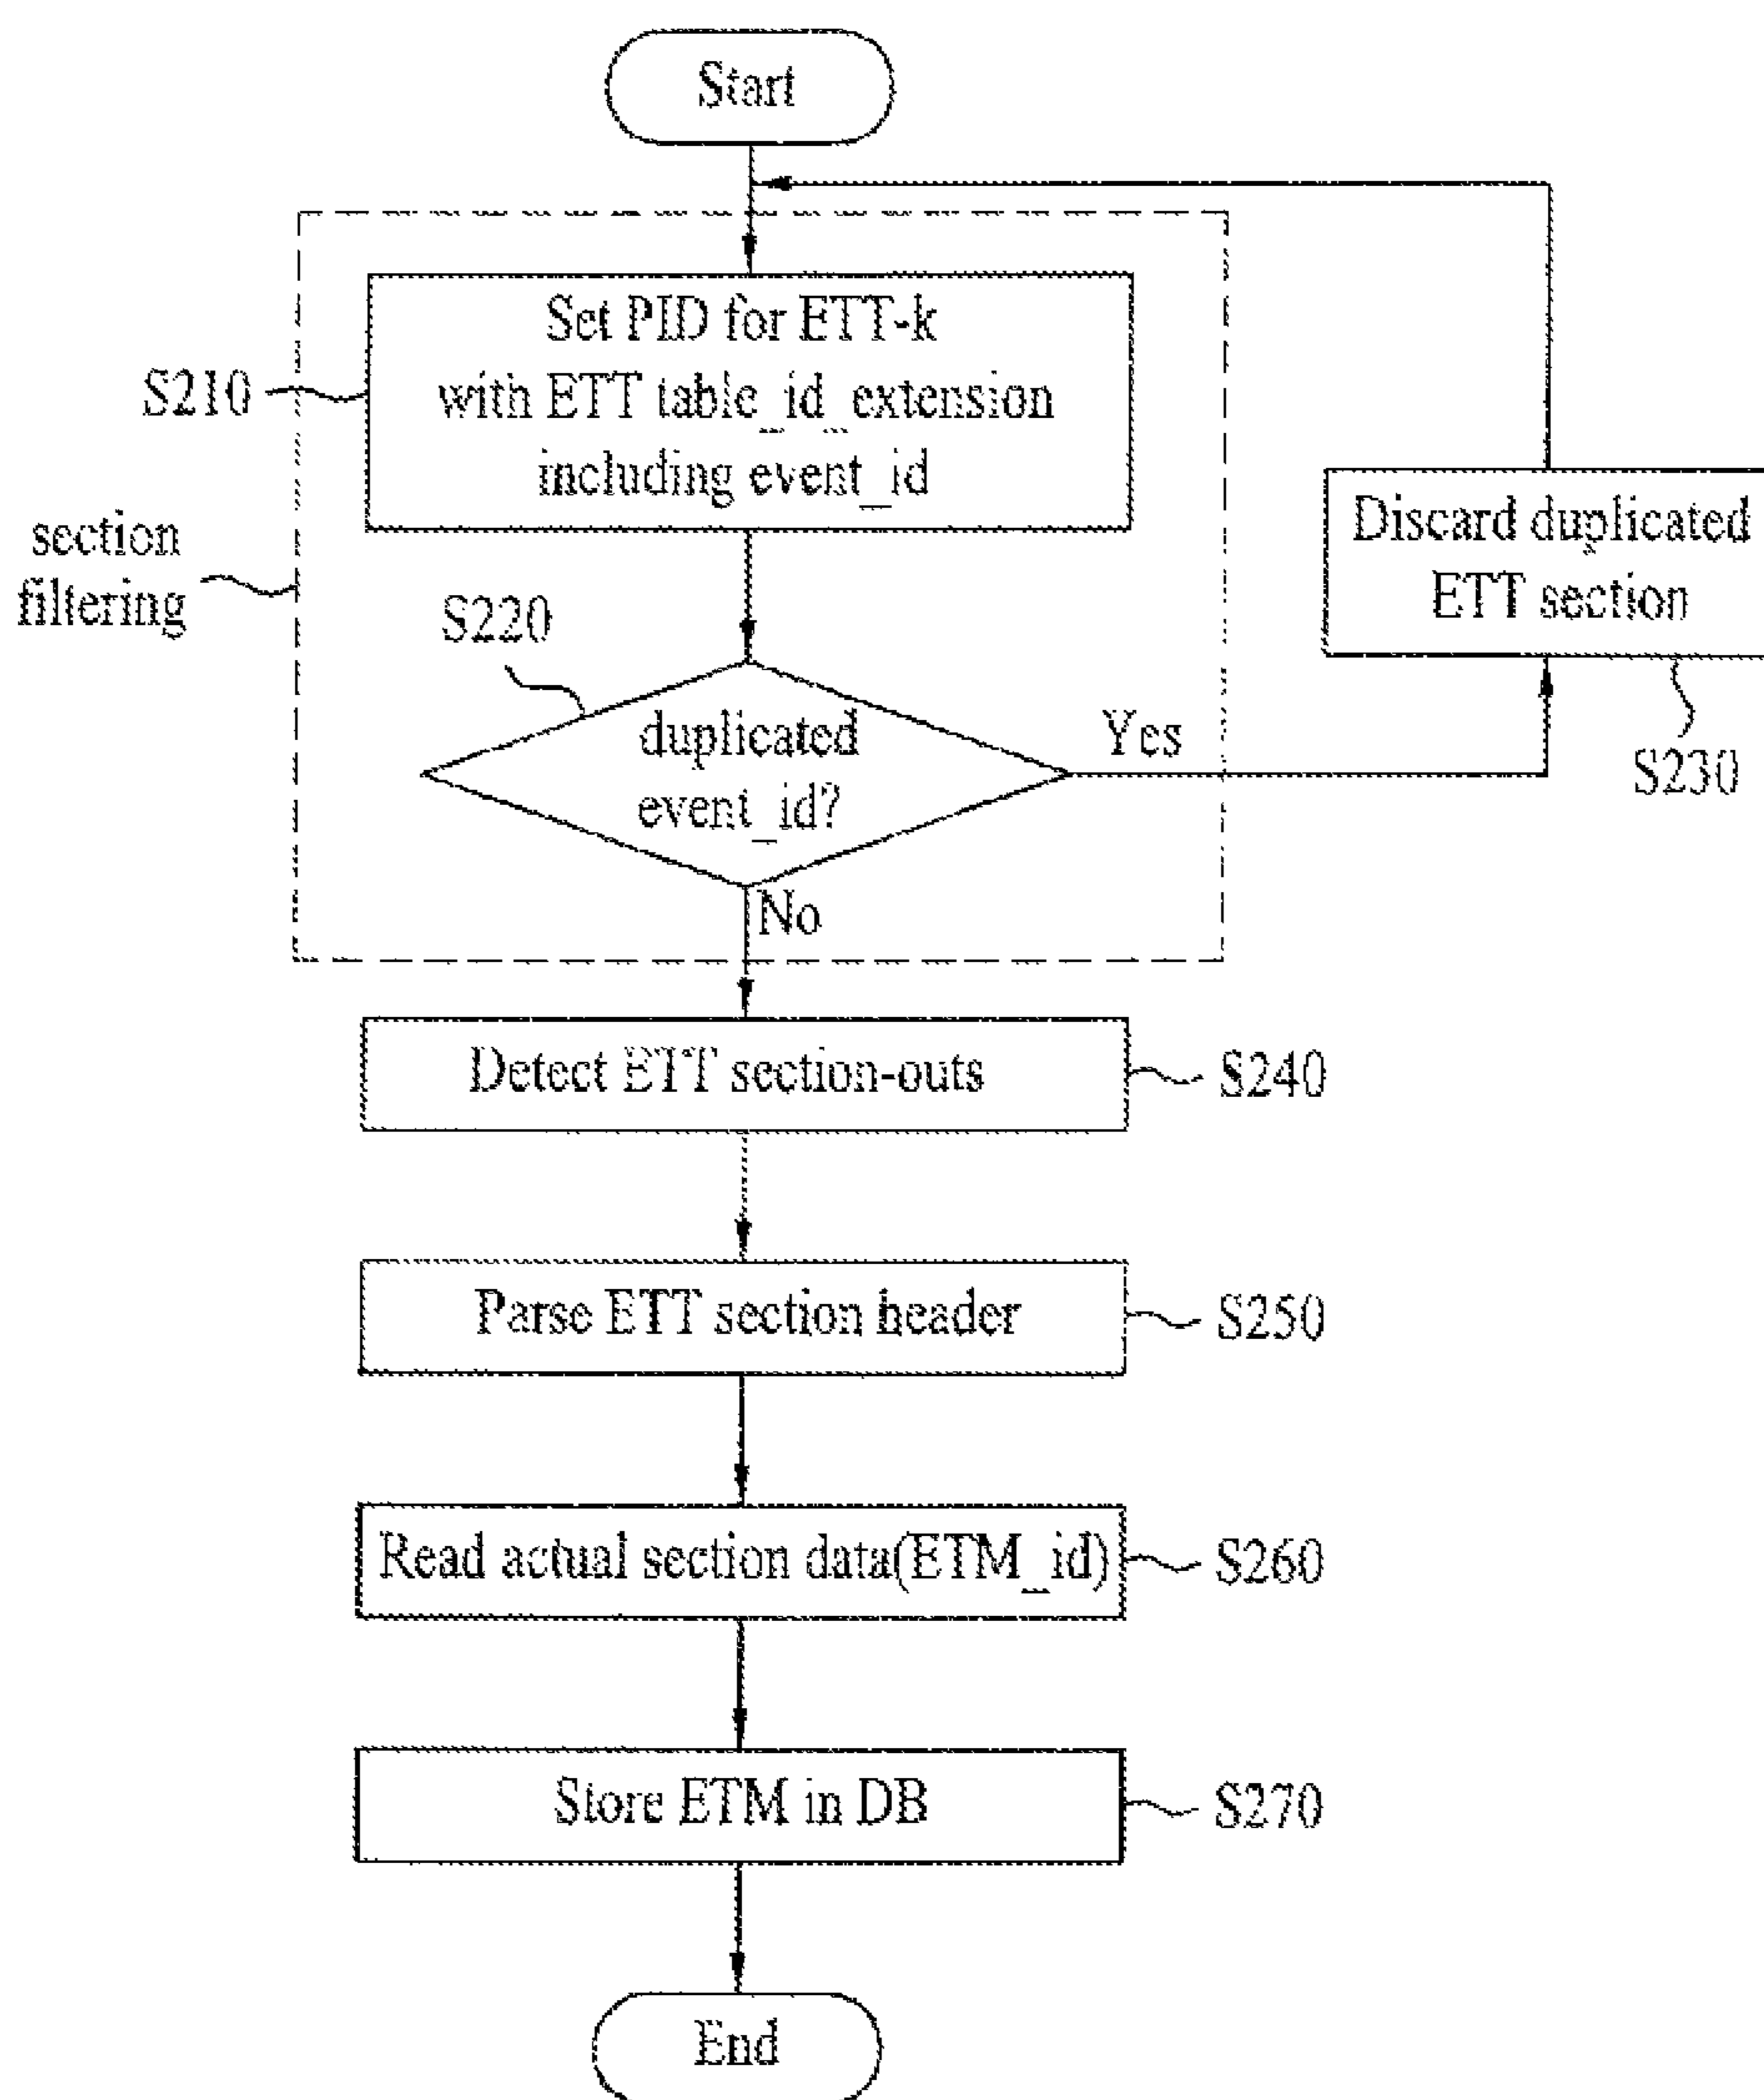 Start
Set PID for ETT-k
S210
with ETT table_id_extension
including event_id
section
filtering
Discard duplicated
ETT section
S220
duplicated
event_id?
Yes
S230
No
Detect ETT section-outs
S240
Parse ETT section header
S250
Read actual section data(ETM_id)
S260
Store ETM in DB
S270
End